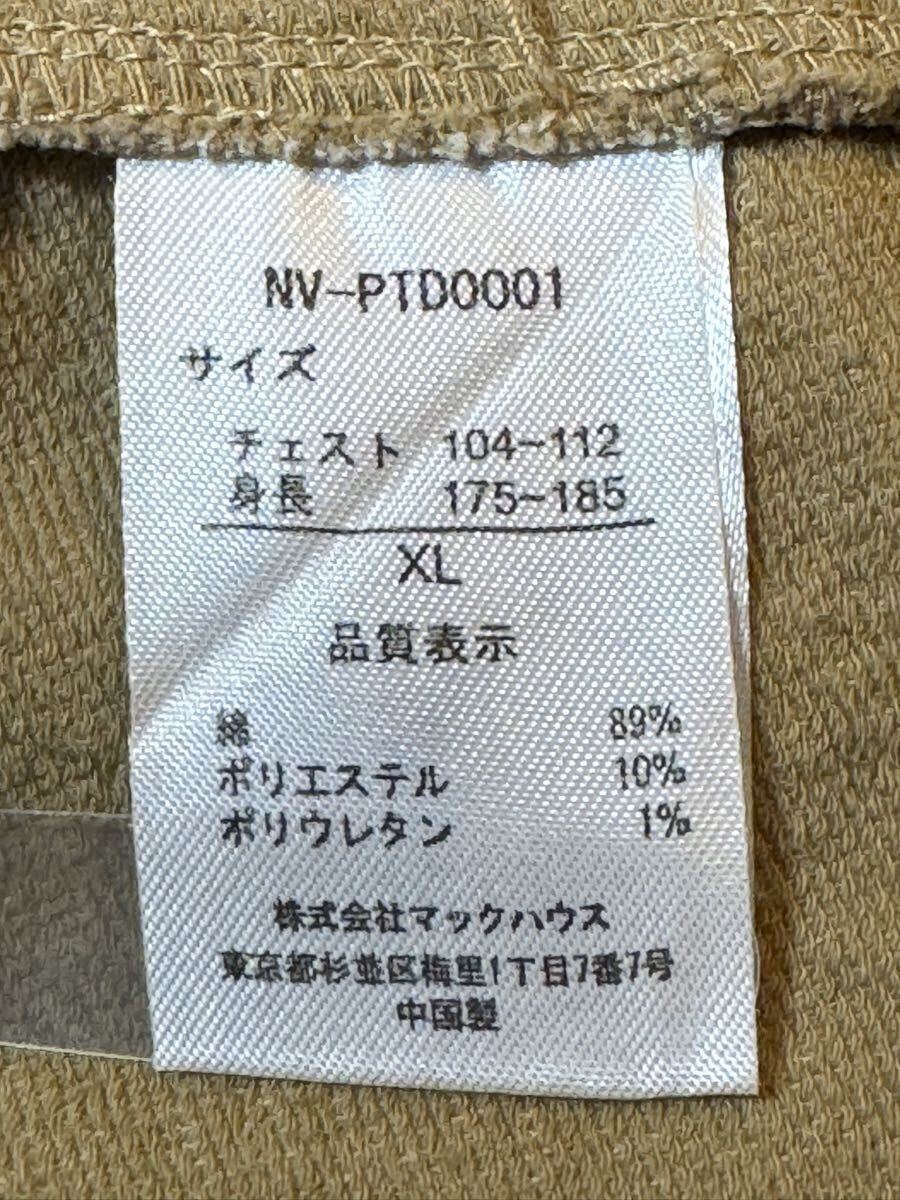 NV-PTD0001
サイズ
チェスト 104~112
身長 175~185
XL
品質表示
綿 89%
ポリエステル 10%
ポリウレタン 1%
株式会社マックハウス
東京都杉並区梅里1丁目7番7号
中国製